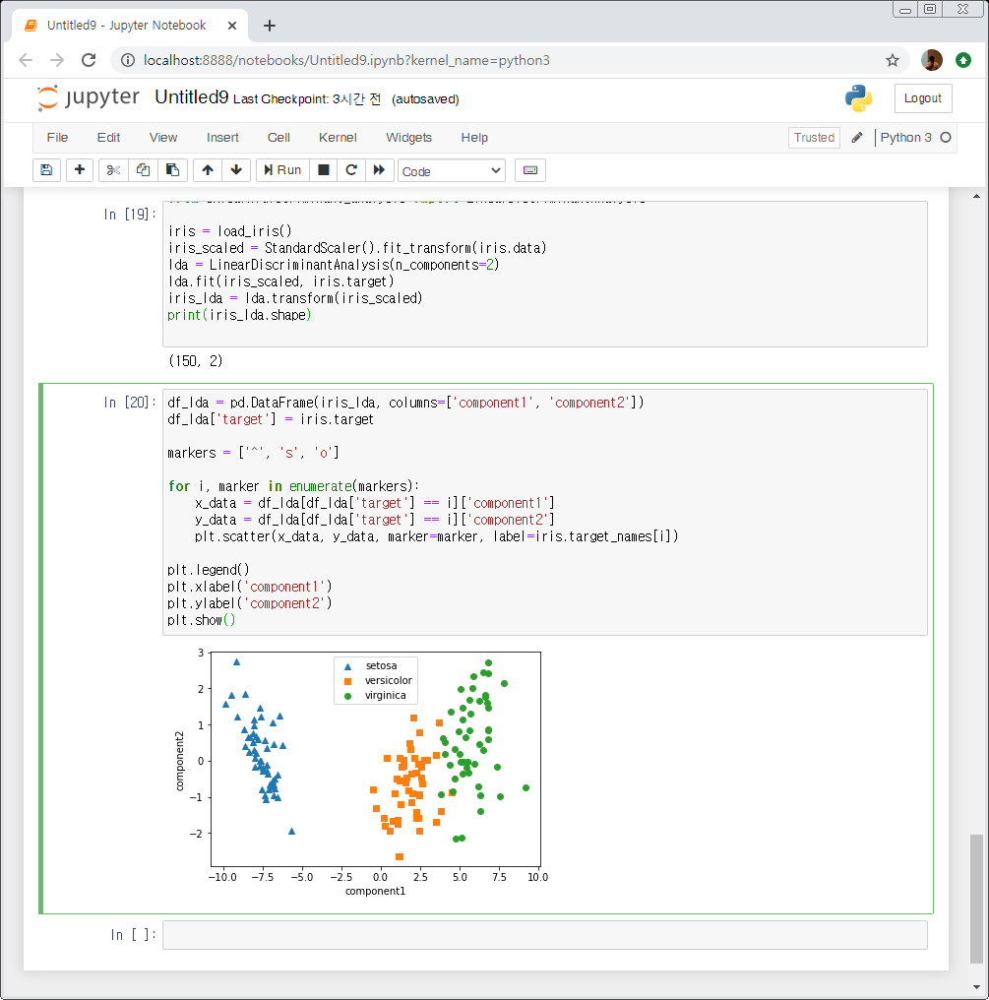 Untitled9 - Jupyter Notebook
localhost:8888/notebooks/Untitled9.ipynb?kernel_name=python3
jupyter Untitled9 Last Checkpoint: 3시간 전 (autosaved)
Logout
File Edit View Insert Cell Kernel Widgets Help
Trusted Python 3
Run Code
In [19]:
iris = load_iris()
iris_scaled = StandardScaler().fit_transform(iris.data)
lda = LinearDiscriminantAnalysis(n_components=2)
lda.fit(iris_scaled, iris.target)
iris_lda = lda.transform(iris_scaled)
print(iris_lda.shape)
(150, 2)
In [20]:
df_lda = pd.DataFrame(iris_lda, columns=['component1', 'component2'])
df_lda['target'] = iris.target
markers = ['^', 's', 'o']
for i, marker in enumerate(markers):
x_data = df_lda[df_lda['target'] == i]['component1']
y_data = df_lda[df_lda['target'] == i]['component2']
plt.scatter(x_data, y_data, marker=marker, label=iris.target_names[i])
plt.legend()
plt.xlabel('component1')
plt.ylabel('component2')
plt.show()
setosa
versicolor
virginica
3
2
1
0
−1
−2
component2
−10.0 −7.5 −5.0 −2.5 0.0 2.5 5.0 7.5 10.0
component1
In [ ]: